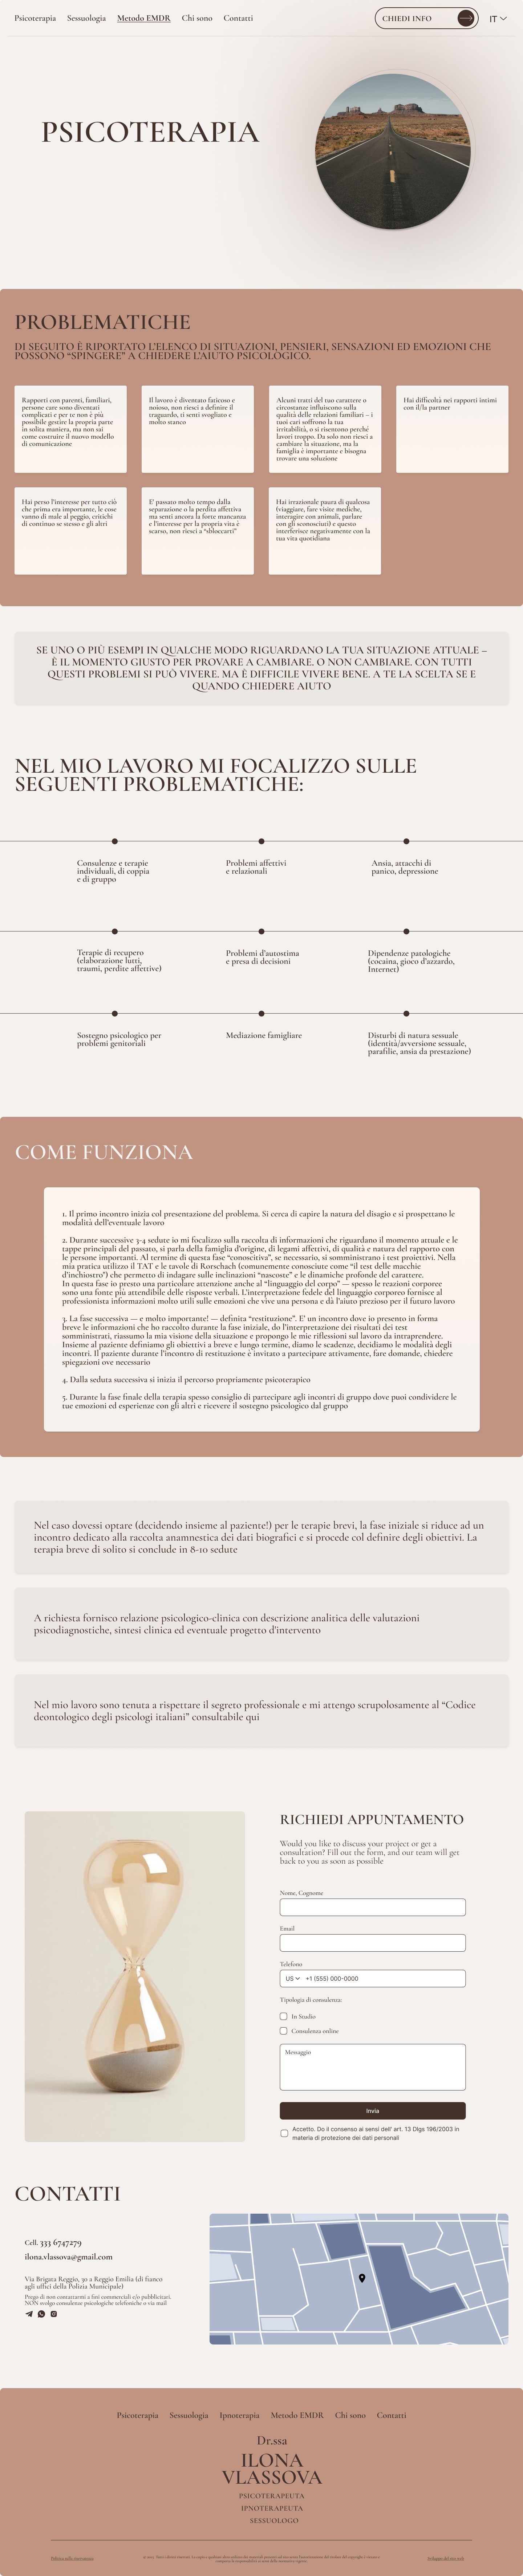 Psicoterapia Sessuologia Metodo EMDR Chi sono Contatti
CHIEDI INFO
IT
PSICOTERAPIA
PROBLEMATICHE
DI SEGUITO È RIPORTATO L'ELENCO DI SITUAZIONI, PENSIERI, SENSAZIONI ED EMOZIONI CHE
POSSONO “SPINGERE” A CHIEDERE L'AIUTO PSICOLOGICO.
Rapporti con parenti, familiari,
persone care sono diventati
complicati e per te non è più
possibile gestire la propria parte
in solita maniera, ma non sai
come costruire il nuovo modello
di comunicazione
Il lavoro è diventato faticoso e
noioso, non riesci a definire il
traguardo, ti senti svogliato e
molto stanco
Alcuni tratti del tuo carattere o
circostanze influiscono sulla
qualità delle relazioni familiari – i
tuoi cari soffrono la tua
irritabilità, o si risentono perché
lavori troppo. Da solo non riesci a
cambiare la situazione, ma la
famiglia è importante e bisogna
trovare una soluzione
Hai difficoltà nei rapporti intimi
con il/la partner
Hai perso l'interesse per tutto ciò
che prima era importante, le cose
vanno di male al peggio, critichi
di continuo se stesso e gli altri
E' passato molto tempo dalla
separazione o la perdita affettiva
ma senti ancora la forte mancanza
e l'interesse per la propria vita è
scarso, non riesci a “sbloccarti”
Hai irrazionale paura di qualcosa
(viaggiare, fare visite mediche,
interagire con animali, parlare
con gli sconosciuti) e questo
interferisce negativamente con la
tua vita quotidiana
SE UNO O PIÙ ESEMPI IN QUALCHE MODO RIGUARDANO LA TUA SITUAZIONE ATTUALE –
È IL MOMENTO GIUSTO PER PROVARE A CAMBIARE. O NON CAMBIARE. CON TUTTI
QUESTI PROBLEMI SI PUÒ VIVERE. MA È DIFFICILE VIVERE BENE. A TE LA SCELTA SE E
QUANDO CHIEDERE AIUTO
NEL MIO LAVORO MI FOCALIZZO SULLE
SEGUENTI PROBLEMATICHE:
Consulenze e terapie
individuali, di coppia
e di gruppo
Problemi affettivi
e relazionali
Ansia, attacchi di
panico, depressione
Terapie di recupero
(elaborazione lutti,
traumi, perdite affettive)
Problemi d'autostima
e presa di decisioni
Dipendenze patologiche
(cocaina, gioco d'azzardo,
Internet)
Sostegno psicologico per
problemi genitoriali
Mediazione famigliare
Disturbi di natura sessuale
(identità/avversione sessuale,
parafilie, ansia da prestazione)
COME FUNZIONA
1. Il primo incontro inizia col presentazione del problema. Si cerca di capire la natura del disagio e si prospettano le
modalità dell'eventuale lavoro
2. Durante successive 3-4 sedute io mi focalizzo sulla raccolta di informazioni che riguardano il momento attuale e le
tappe principali del passato, si parla della famiglia d'origine, di legami affettivi, di qualità e natura del rapporto con
le persone importanti. Al termine di questa fase “conoscitiva”, se necessario, si somministrano i test proiettivi. Nella
mia pratica utilizzo il TAT e le tavole di Rorschach (comunemente conosciute come “il test delle macchie
d'inchiostro”) che permetto di indagare sulle inclinazioni “nascoste” e le dinamiche profonde del carattere.
In questa fase io presto una particolare attenzione anche al “linguaggio del corpo” — spesso le reazioni corporee
sono una fonte più attendibile delle risposte verbali. L'interpretazione fedele del linguaggio corporeo fornisce al
professionista informazioni molto utili sulle emozioni che vive una persona e dà l'aiuto prezioso per il futuro lavoro
3. La fase successiva — e molto importante! — definita “restituzione”. E' un incontro dove io presento in forma
breve le informazioni che ho raccolto durante la fase iniziale, do l'interpretazione dei risultati dei test
somministrati, riassumo la mia visione della situazione e propongo le mie riflessioni sul lavoro da intraprendere.
Insieme al paziente definiamo gli obiettivi a breve e lungo termine, diamo le scadenze, decidiamo le modalità degli
incontri. Il paziente durante l'incontro di restituzione è invitato a partecipare attivamente, fare domande, chiedere
spiegazioni ove necessario
4. Dalla seduta successiva si inizia il percorso propriamente psicoterapico
5. Durante la fase finale della terapia spesso consiglio di partecipare agli incontri di gruppo dove puoi condividere le
tue emozioni ed esperienze con gli altri e ricevere il sostegno psicologico dal gruppo
Nel caso dovessi optare (decidendo insieme al paziente!) per le terapie brevi, la fase iniziale si riduce ad un
incontro dedicato alla raccolta anamnestica dei dati biografici e si procede col definire degli obiettivi. La
terapia breve di solito si conclude in 8-10 sedute
A richiesta fornisco relazione psicologico-clinica con descrizione analitica delle valutazioni
psicodiagnostiche, sintesi clinica ed eventuale progetto d'intervento
Nel mio lavoro sono tenuta a rispettare il segreto professionale e mi attengo scrupolosamente al “Codice
deontologico degli psicologi italiani” consultabile qui
RICHIEDI APPUNTAMENTO
Would you like to discuss your project or get a
consultation? Fill out the form, and our team will get
back to you as soon as possible
Nome, Cognome
Email
Telefono
US +1 (555) 000-0000
Tipologia di consulenza:
In Studio
Consulenza online
Messaggio
Invia
Accetto. Do il consenso ai sensi dell' art. 13 Dlgs 196/2003 in
materia di protezione dei dati personali
CONTATTI
Cell. 333 6747279
ilona.vlassova@gmail.com
Via Brigata Reggio, 30 a Reggio Emilia (di fianco
agli uffici della Polizia Municipale)
Prego di non contattarmi a fini commerciali e/o pubblicitari.
NON svolgo consulenze psicologiche telefoniche o via mail
Psicoterapia Sessuologia Ipnoterapia Metodo EMDR Chi sono Contatti
Dr.ssa
ILONA
VLASSOVA
PSICOTERAPEUTA
IPNOTERAPEUTA
SESSUOLOGO